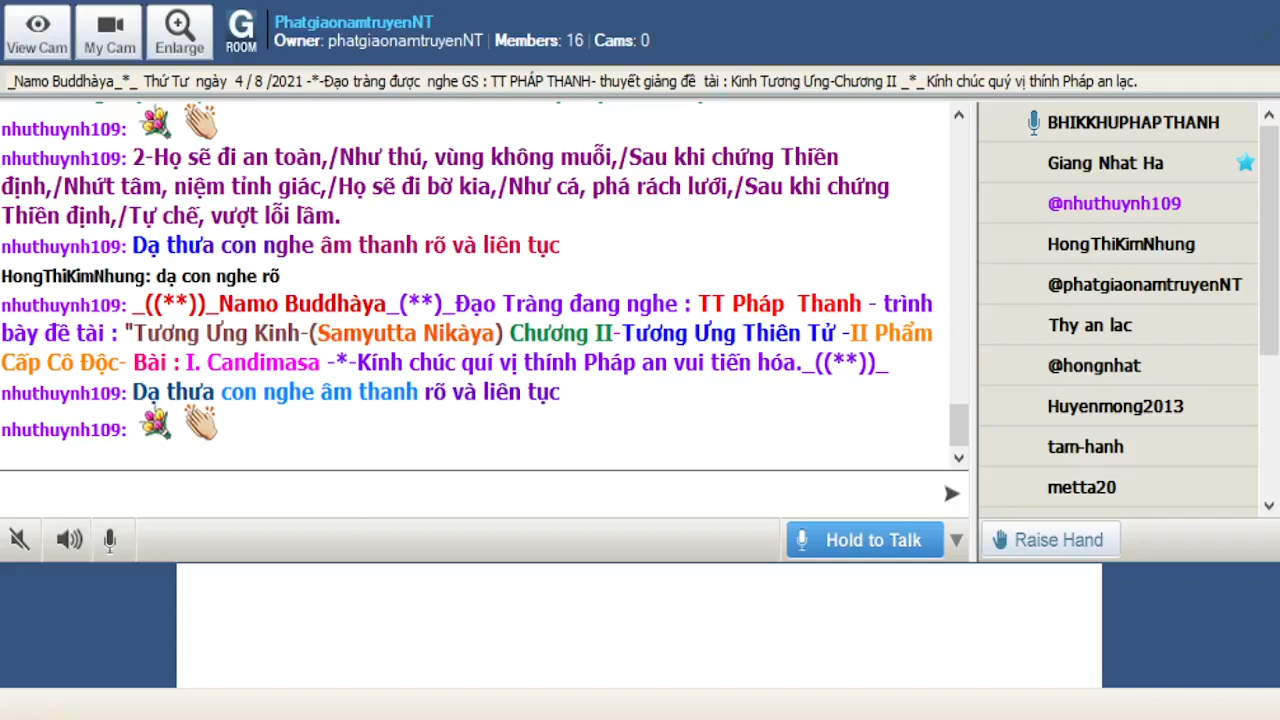 View Cam
My Cam
Enlarge
G
ROOM
PhatgiaonamtruyenNT
Owner: phatgiaonamtruyenNT | Members: 16 | Cams: 0
_Namo Buddhàya_*_ Thứ Tư ngày 4 / 8 /2021 -*-Đạo tràng được nghe GS : TT PHÁP THANH- thuyết giảng đề tài : Kinh Tương Ưng-Chương II _*_ Kính chúc quý vị thính Pháp an lạc.
nhuthuynh109:
nhuthuynh109: 2-Họ sẽ đi an toàn,/Như thú, vùng không muỗi,/Sau khi chứng Thiền
định,/Nhứt tâm, niệm tỉnh giác,/Họ sẽ đi bờ kia,/Như cá, phá rách lưới,/Sau khi chứng
Thiền định,/Tự chế, vượt lỗi lầm.
nhuthuynh109: Dạ thưa con nghe âm thanh rõ và liên tục
HongThiKimNhung: dạ con nghe rõ
nhuthuynh109: _((**))_Namo Buddhàya_(**)_Đạo Tràng đang nghe : TT Pháp Thanh - trình
bày đề tài : "Tương Ưng Kinh-(Samyutta Nikàya) Chương II-Tương Ưng Thiên Tử -II Phẩm
Cấp Cô Độc- Bài : I. Candimasa -*-Kính chúc quí vị thính Pháp an vui tiến hóa._((**))_
nhuthuynh109: Dạ thưa con nghe âm thanh rõ và liên tục
nhuthuynh109:
BHIKKHUPHAPTHANH
Giang Nhat Ha
@nhuthuynh109
HongThiKimNhung
@phatgiaonamtruyenNT
Thy an lac
@hongnhat
Huyenmong2013
tam-hanh
metta20
Hold to Talk
Raise Hand